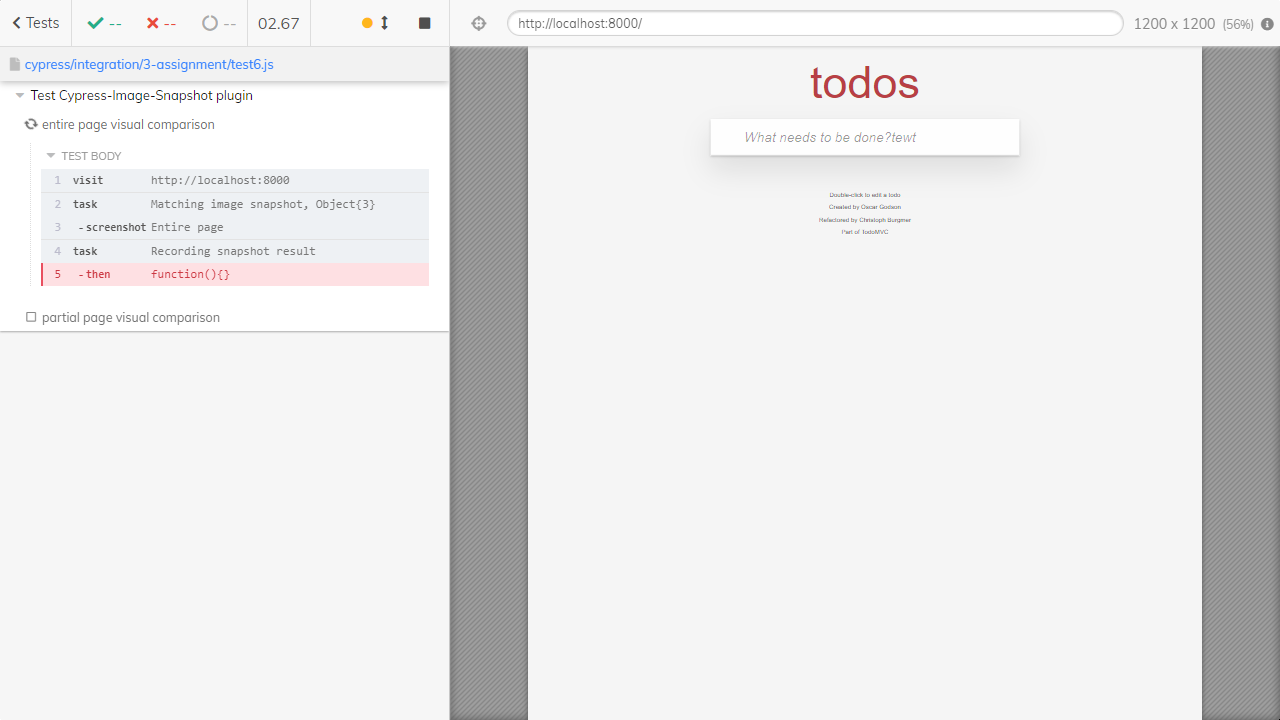 Tests -- -- -- 02.67 http://localhost:8000/ 1200 x 1200 (56%)
cypress/integration/3-assignment/test6.js
Test Cypress-Image-Snapshot plugin
entire page visual comparison
TEST BODY
1 visit http://localhost:8000
2 task Matching image snapshot, Object{3}
3 -screenshot Entire page
4 task Recording snapshot result
5 -then function(){}
partial page visual comparison
todos
What needs to be done?tewt
Double-click to edit a todo
Created by Oscar Godson
Refactored by Christoph Burgmer
Part of TodoMVC